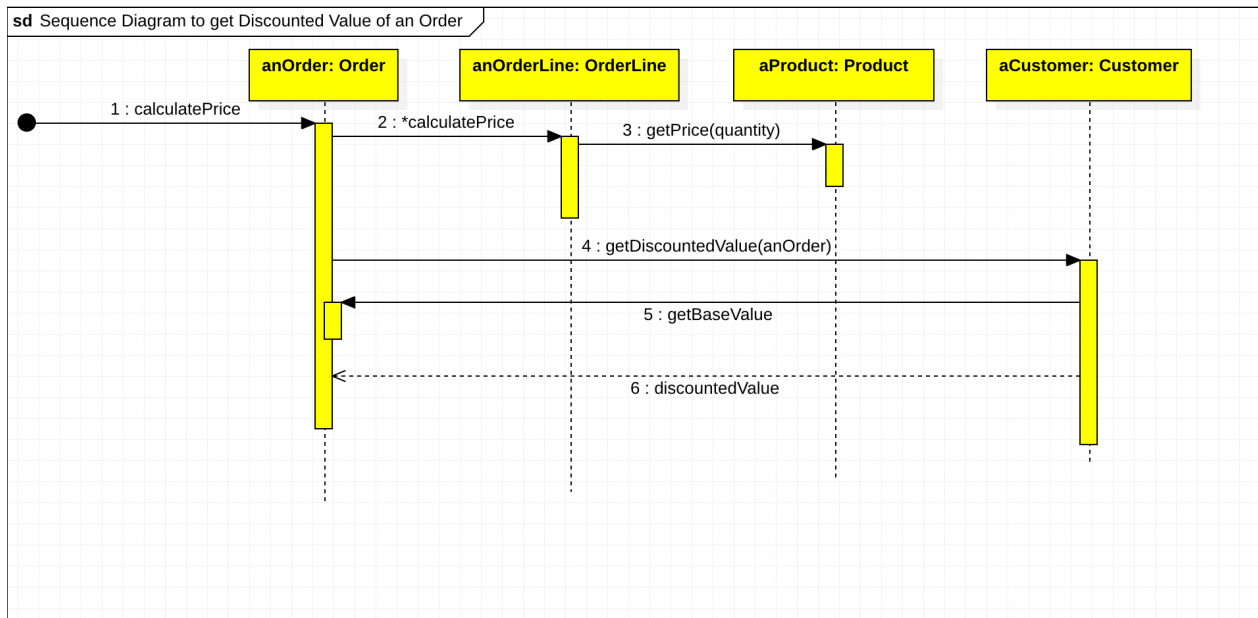 sd Sequence Diagram to get Discounted Value of an Order
anOrder: Order
anOrderLine: OrderLine
aProduct: Product
aCustomer: Customer
1 : calculatePrice
2 : *calculatePrice
3 : getPrice(quantity)
4 : getDiscountedValue(anOrder)
5 : getBaseValue
6 : discountedValue